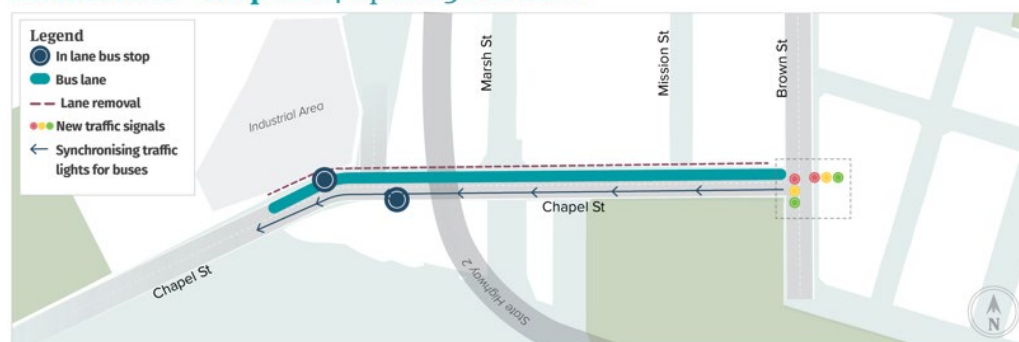 Legend
In lane bus stop
Bus lane
Lane removal
New traffic signals
Synchronising traffic
lights for buses
Industrial Area
Marsh St
Mission St
Brown St
Chapel St
Chapel St
State Highway 2
N